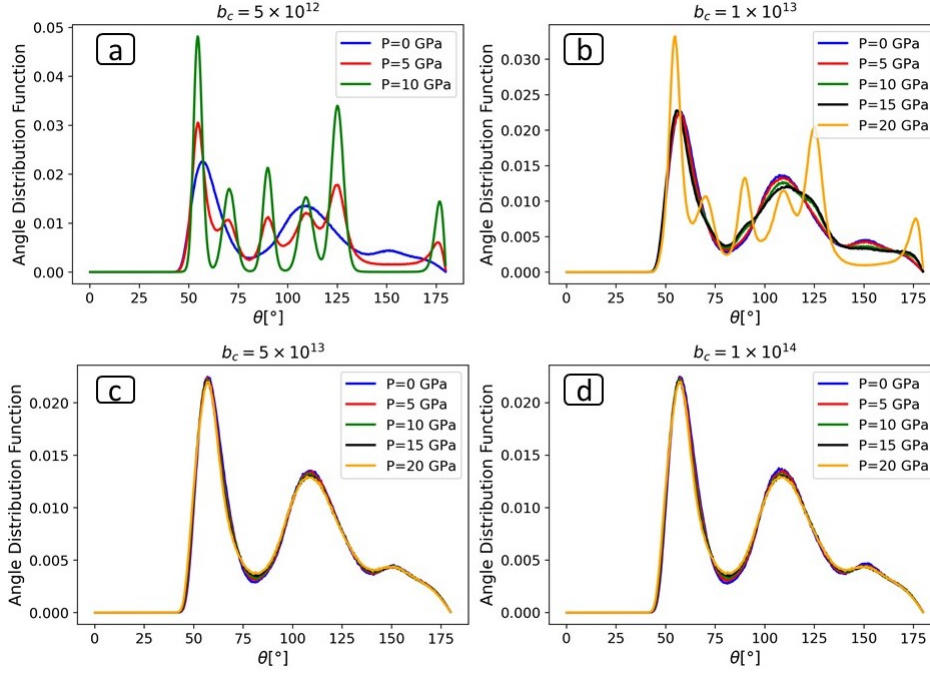 b_c = 5 × 10^12
a
P=0 GPa
P=5 GPa
P=10 GPa
Angle Distribution Function
0.05
0.04
0.03
0.02
0.01
0.00
0 25 50 75 100 125 150 175
θ[°]
b_c = 1 × 10^13
b
P=0 GPa
P=5 GPa
P=10 GPa
P=15 GPa
P=20 GPa
Angle Distribution Function
0.030
0.025
0.020
0.015
0.010
0.005
0.000
0 25 50 75 100 125 150 175
θ[°]
b_c = 5 × 10^13
c
P=0 GPa
P=5 GPa
P=10 GPa
P=15 GPa
P=20 GPa
Angle Distribution Function
0.020
0.015
0.010
0.005
0.000
0 25 50 75 100 125 150 175
θ[°]
b_c = 1 × 10^14
d
P=0 GPa
P=5 GPa
P=10 GPa
P=15 GPa
P=20 GPa
Angle Distribution Function
0.020
0.015
0.010
0.005
0.000
0 25 50 75 100 125 150 175
θ[°]